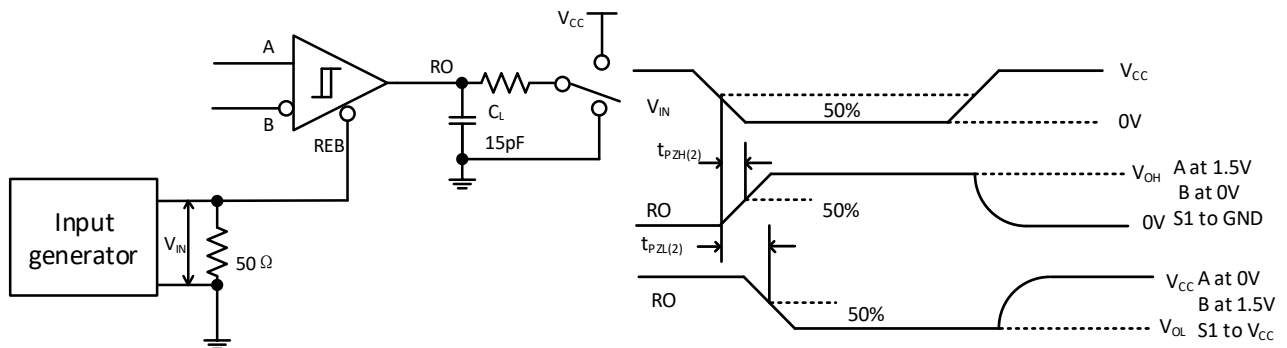 V_CC
A
RO
B
REB
C_L
15pF
Input
generator
V_IN
50 Ω
V_IN
50%
V_CC
0V
t_PZH(2)
RO
50%
V_OH
0V
A at 1.5V
B at 0V
S1 to GND
t_PZL(2)
RO
50%
V_CC
V_OL
A at 0V
B at 1.5V
S1 to V_CC